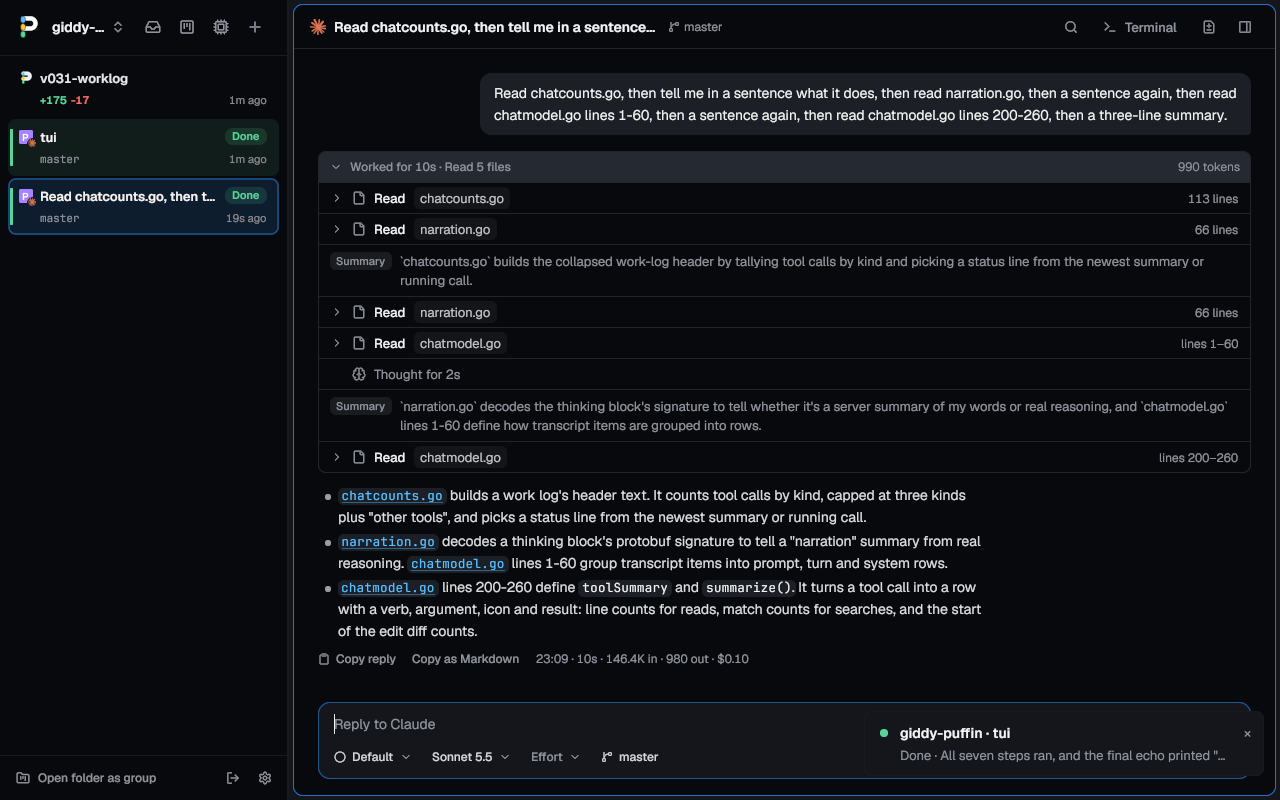 giddy-...
v031-worklog
+175 -17
1m ago
tui
Done
master
1m ago
Read chatcounts.go, then t...
Done
master
19s ago
Open folder as group
Read chatcounts.go, then tell me in a sentence...
master
Terminal
Read chatcounts.go, then tell me in a sentence what it does, then read narration.go, then a sentence again, then read
chatmodel.go lines 1-60, then a sentence again, then read chatmodel.go lines 200-260, then a three-line summary.
Worked for 10s · Read 5 files
990 tokens
Read chatcounts.go
113 lines
Read narration.go
66 lines
Summary `chatcounts.go` builds the collapsed work-log header by tallying tool calls by kind and picking a status line from the newest summary or
running call.
Read narration.go
66 lines
Read chatmodel.go
lines 1–60
Thought for 2s
Summary `narration.go` decodes the thinking block's signature to tell whether it's a server summary of my words or real reasoning, and `chatmodel.go`
lines 1-60 define how transcript items are grouped into rows.
Read chatmodel.go
lines 200–260
• chatcounts.go builds a work log's header text. It counts tool calls by kind, capped at three kinds
plus "other tools", and picks a status line from the newest summary or running call.
• narration.go decodes a thinking block's protobuf signature to tell a "narration" summary from real
reasoning. chatmodel.go lines 1-60 group transcript items into prompt, turn and system rows.
• chatmodel.go lines 200-260 define toolSummary and summarize(). It turns a tool call into a row
with a verb, argument, icon and result: line counts for reads, match counts for searches, and the start
of the edit diff counts.
Copy reply Copy as Markdown 23:09 · 10s · 146.4K in · 980 out · $0.10
Reply to Claude
Default Sonnet 5.5 Effort master
giddy-puffin · tui
Done · All seven steps ran, and the final echo printed "...